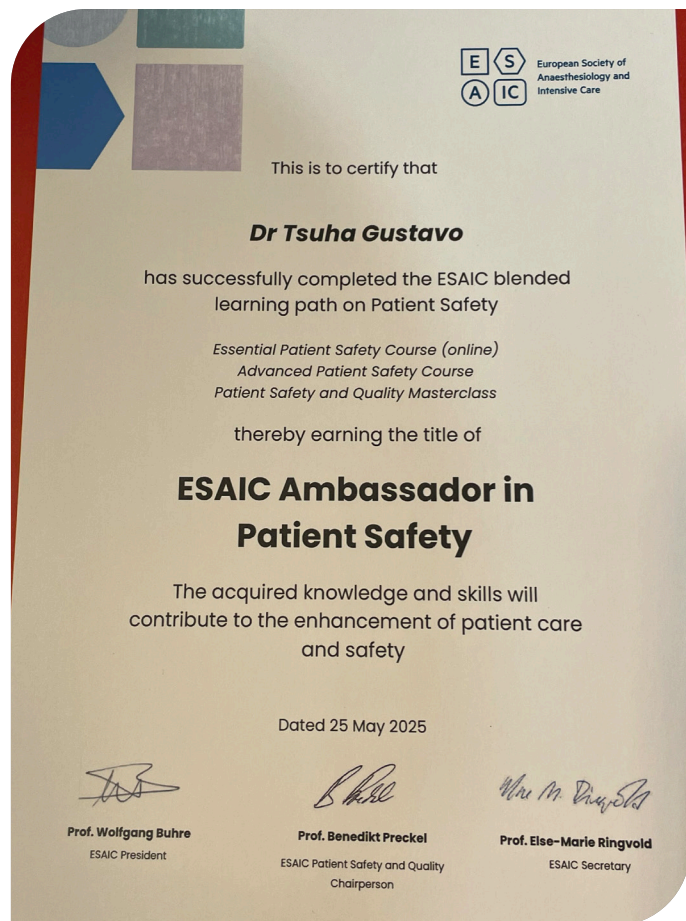 E S
A IC
European Society of
Anaesthesiology and
Intensive Care
This is to certify that
Dr Tsuha Gustavo
has successfully completed the ESAIC blended
learning path on Patient Safety
Essential Patient Safety Course (online)
Advanced Patient Safety Course
Patient Safety and Quality Masterclass
thereby earning the title of
ESAIC Ambassador in
Patient Safety
The acquired knowledge and skills will
contribute to the enhancement of patient care
and safety
Dated 25 May 2025
Prof. Wolfgang Buhre
ESAIC President
Prof. Benedikt Preckel
ESAIC Patient Safety and Quality
Chairperson
Prof. Else-Marie Ringvold
ESAIC Secretary